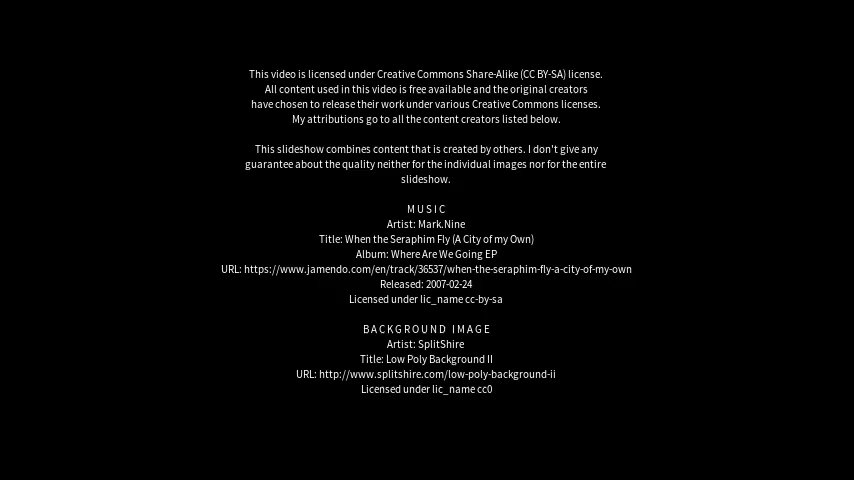 This video is licensed under Creative Commons Share-Alike (CC BY-SA) license.
All content used in this video is free available and the original creators
have chosen to release their work under various Creative Commons licenses.
My attributions go to all the content creators listed below.
This slideshow combines content that is created by others. I don't give any
guarantee about the quality neither for the individual images nor for the entire
slideshow.
MUSIC
Artist: Mark.Nine
Title: When the Seraphim Fly (A City of my Own)
Album: Where Are We Going EP
URL: https://www.jamendo.com/en/track/36537/when-the-seraphim-fly-a-city-of-my-own
Released: 2007-02-24
Licensed under lic_name cc-by-sa
BACKGROUND IMAGE
Artist: SplitShire
Title: Low Poly Background II
URL: http://www.splitshire.com/low-poly-background-ii
Licensed under lic_name cc0